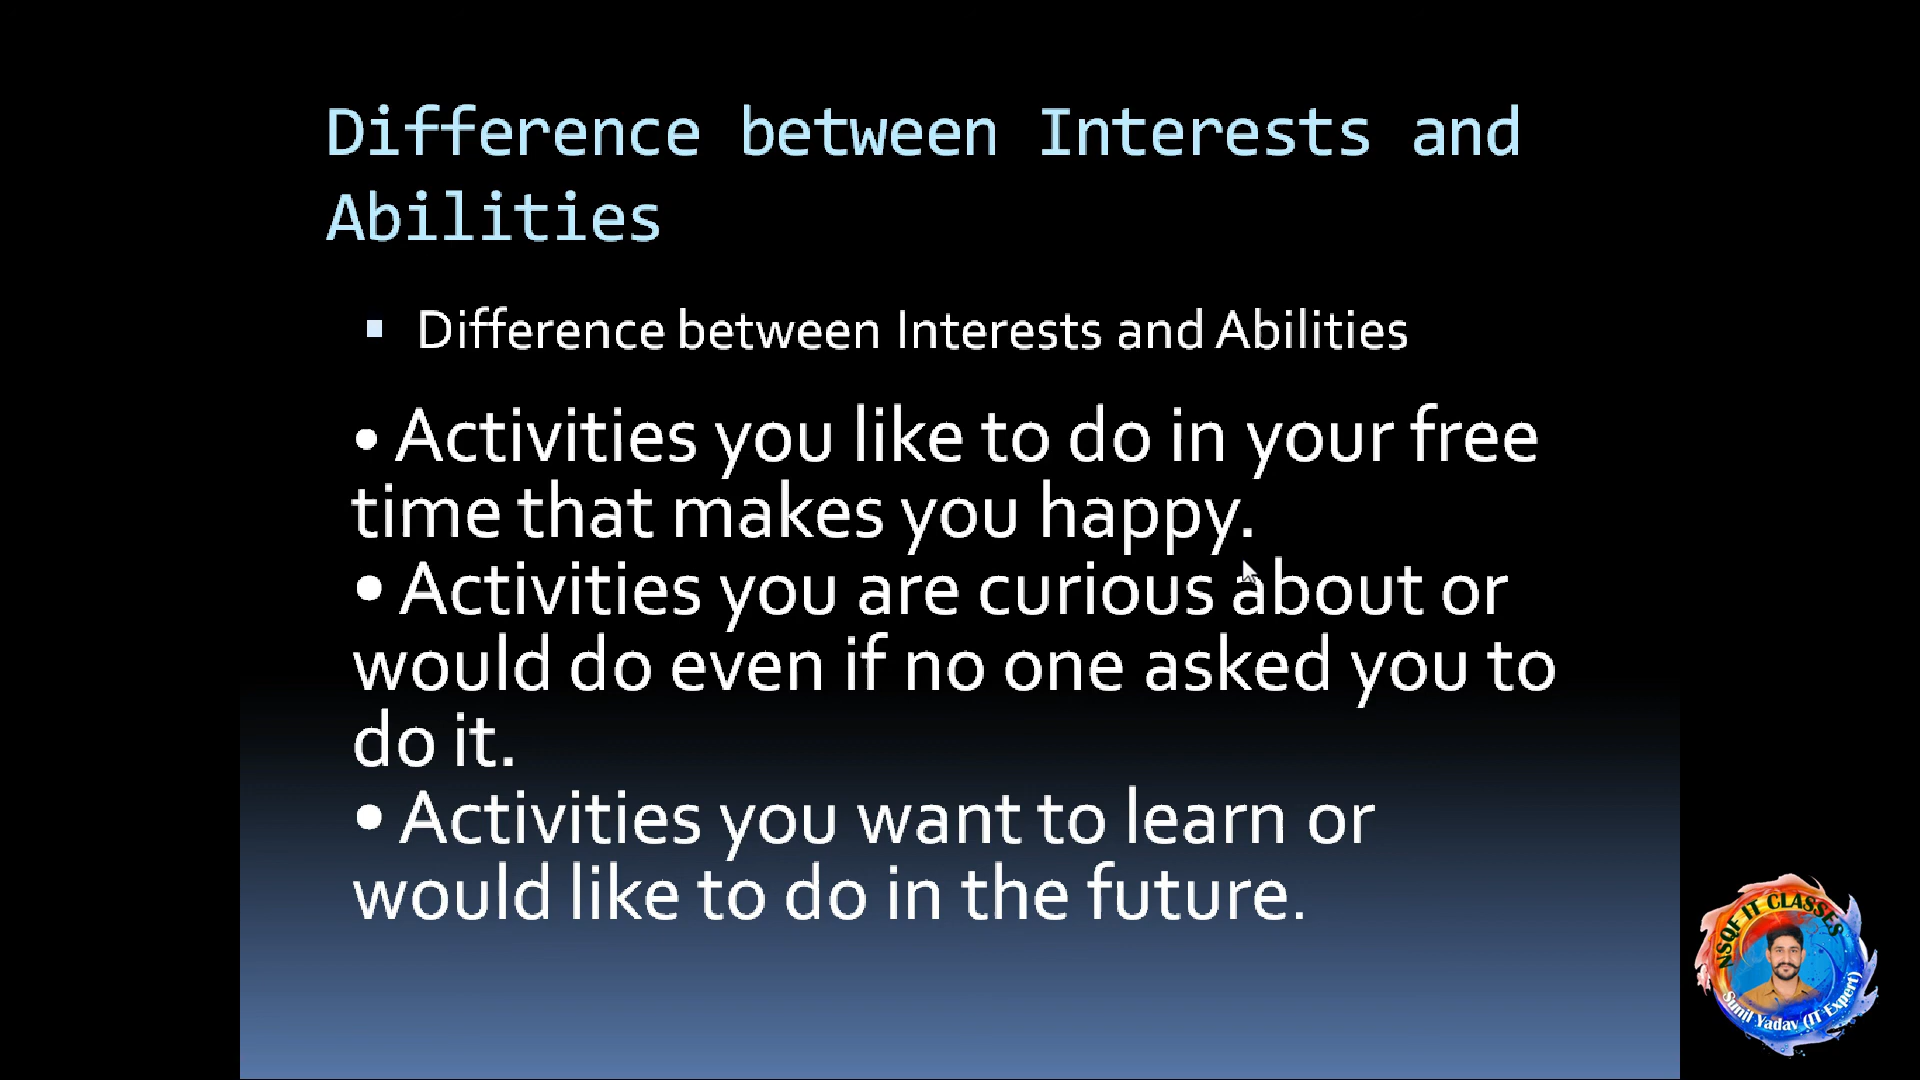 Difference between Interests and
Abilities
▪ Difference between Interests and Abilities
• Activities you like to do in your free
time that makes you happy.
• Activities you are curious about or
would do even if no one asked you to
do it.
• Activities you want to learn or
would like to do in the future.
NSQF IT CLASSES
Sunil Yadav (IT Expert)